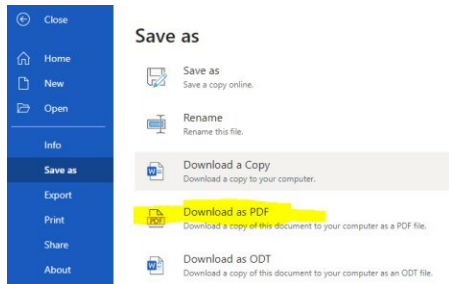 Close
Home
New
Open
Info
Save as
Export
Print
Share
About
Save as
Save as
Save a copy online.
Rename
Rename this file.
Download a Copy
Download a copy to your computer.
PDF
Download as PDF
Download a copy of this document to your computer as a PDF file.
Download as ODT
Download a copy of this document to your computer as an ODT file.